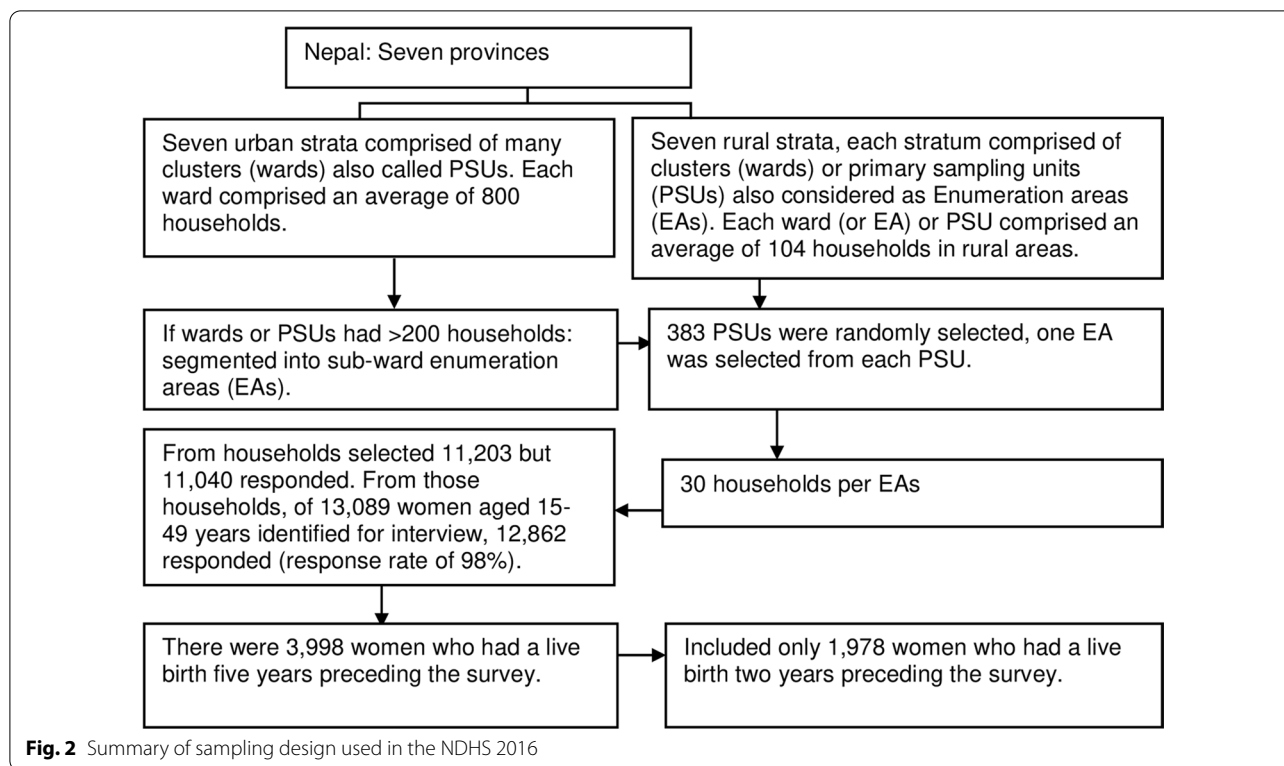 Nepal: Seven provinces
Seven urban strata comprised of many
clusters (wards) also called PSUs. Each
ward comprised an average of 800
households.
Seven rural strata, each stratum comprised of
clusters (wards) or primary sampling units
(PSUs) also considered as Enumeration areas
(EAs). Each ward (or EA) or PSU comprised an
average of 104 households in rural areas.
If wards or PSUs had >200 households:
segmented into sub-ward enumeration
areas (EAs).
383 PSUs were randomly selected, one EA
was selected from each PSU.
30 households per EAs
From households selected 11,203 but
11,040 responded. From those
households, of 13,089 women aged 15-
49 years identified for interview, 12,862
responded (response rate of 98%).
There were 3,998 women who had a live
birth five years preceding the survey.
Included only 1,978 women who had a live
birth two years preceding the survey.
Fig. 2 Summary of sampling design used in the NDHS 2016